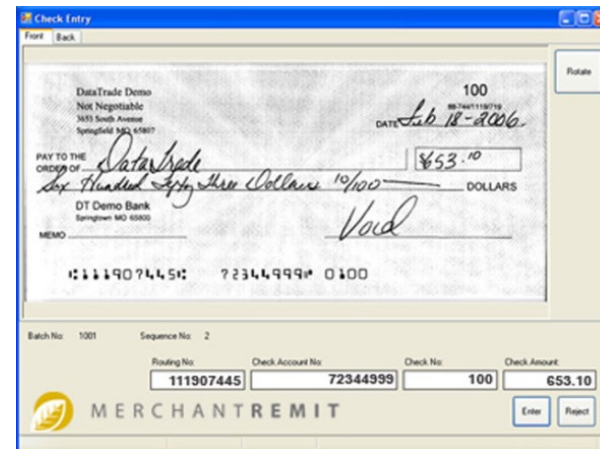 Check Entry
Front Back
Rotate
DataTrade Demo
Not Negotiable
3653 South Avenue
Springfield MO, 65807
100
DATE Feb 18-2006
PAY TO THE
ORDER OF DataTrade $653.10
Six Hundred Fifty Three Dollars 10/100 DOLLARS
DT Demo Bank
Springtown MO 65800
MEMO Void
⑆111907445⑆ 72344999⑈ 0100
Batch No: 1001 Sequence No: 2
Routing No: Check Account No: Check No: Check Amount:
111907445 72344999 100 653.10
MERCHANTREMIT
Enter Reject